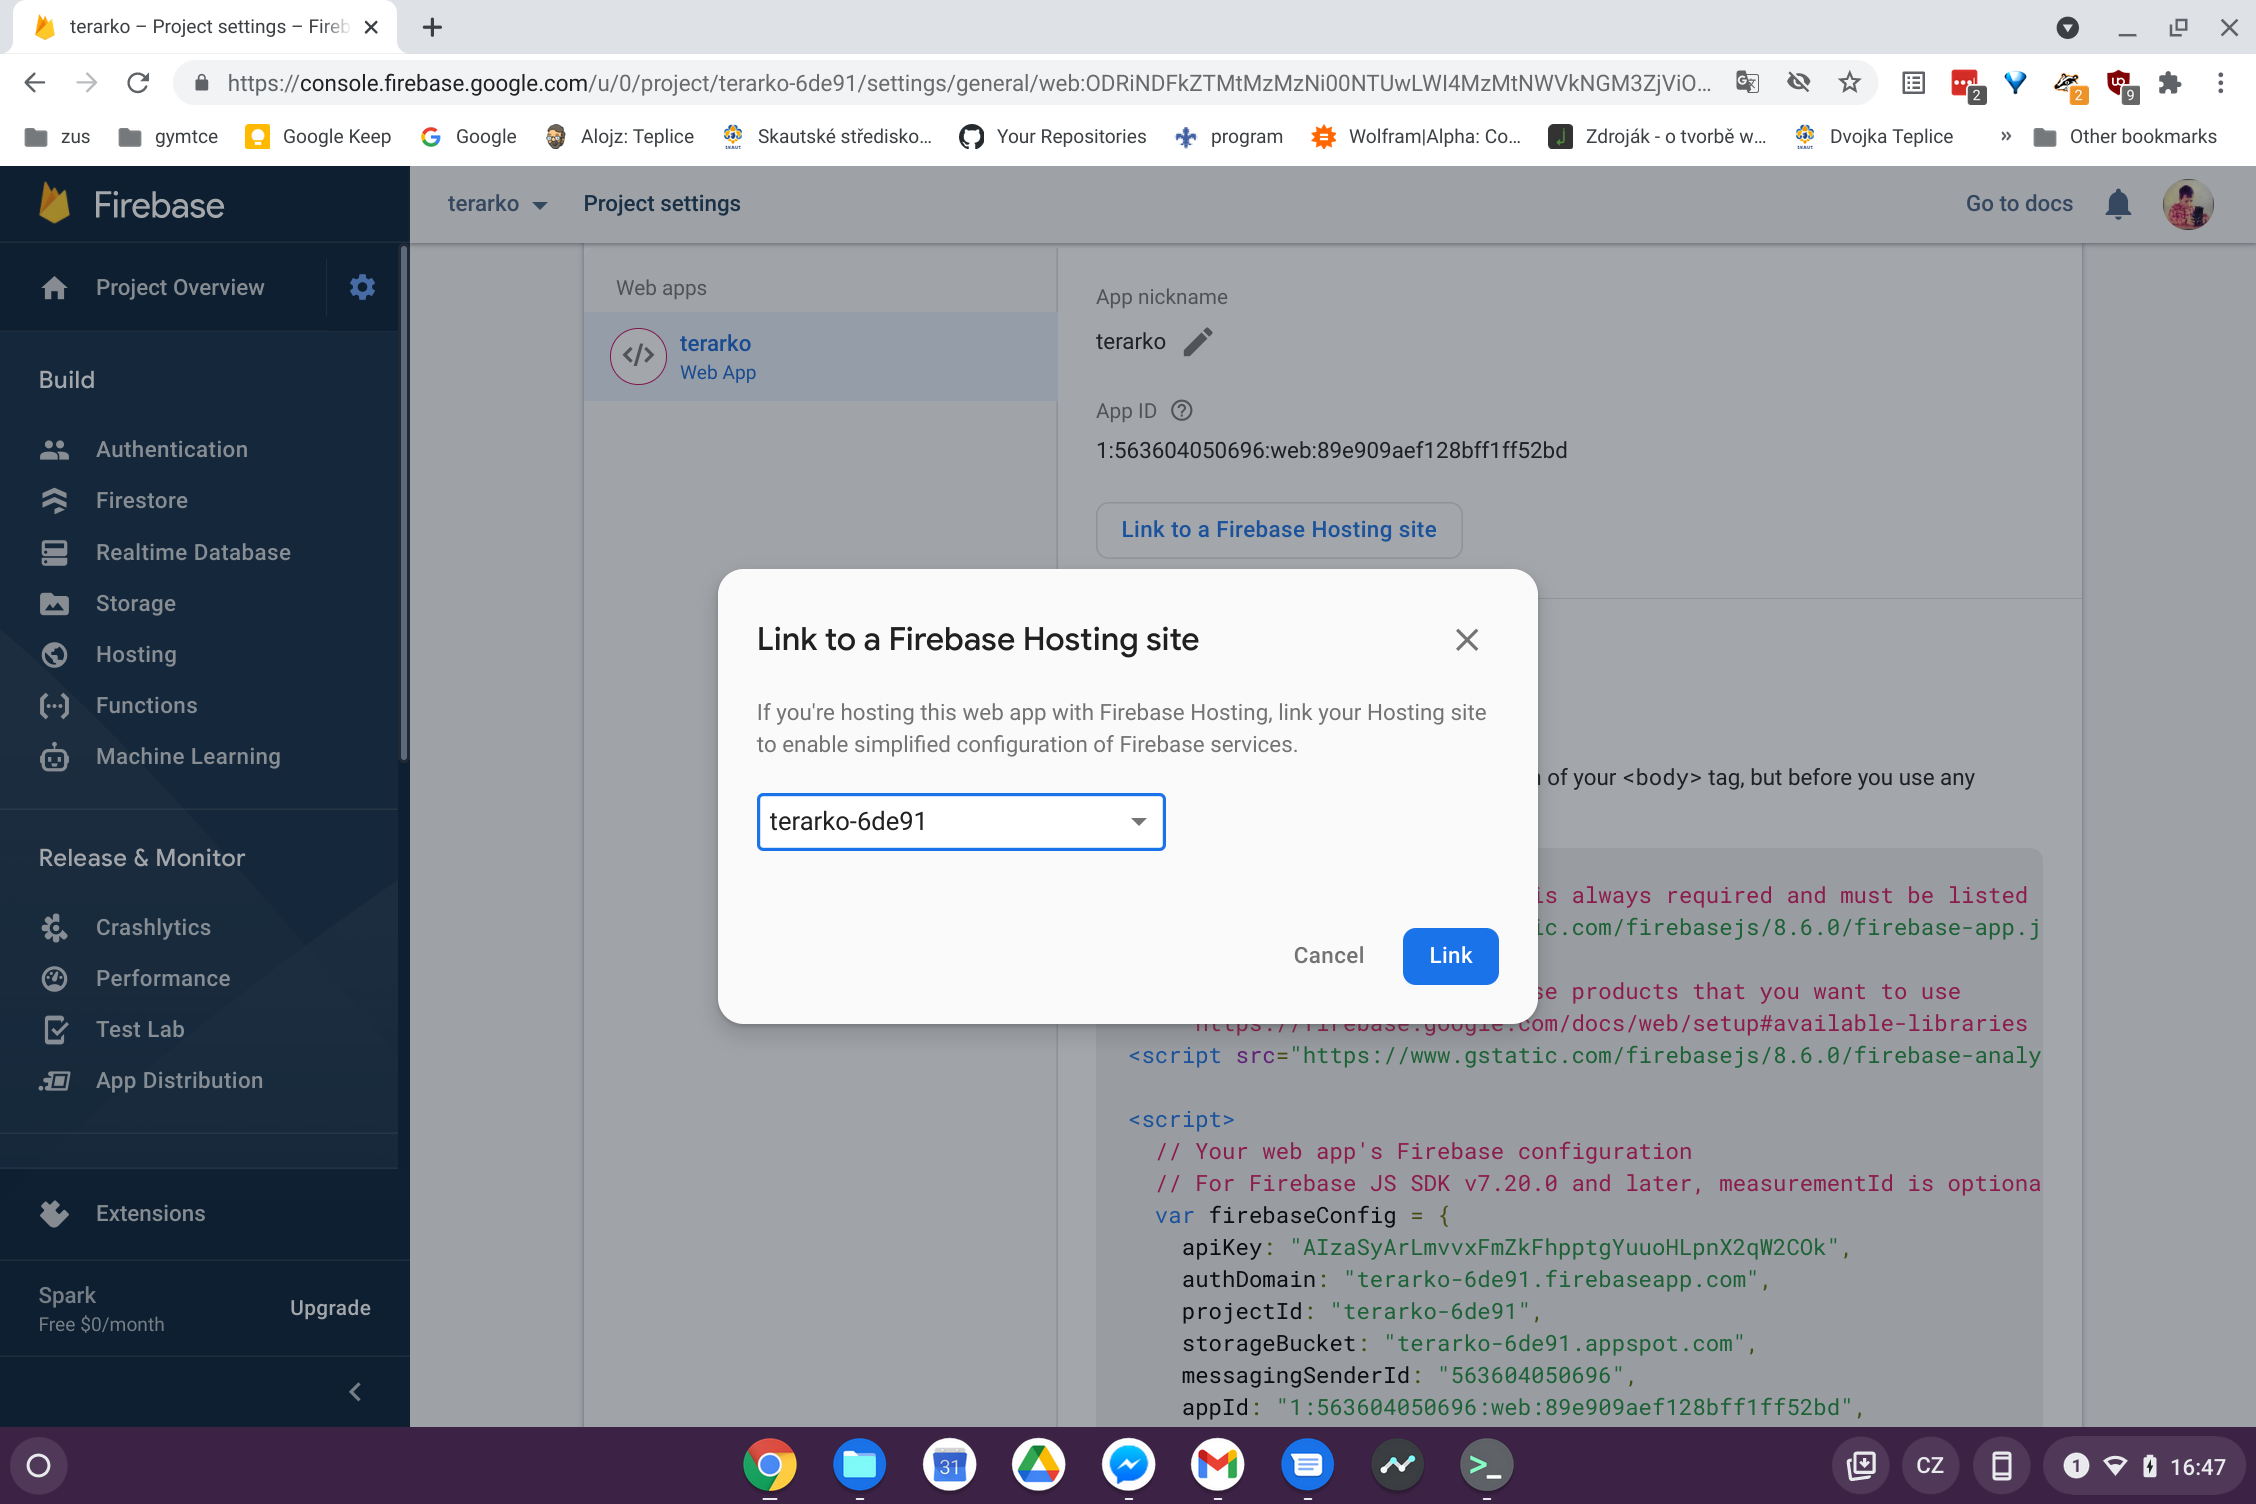 terarko – Project settings – Fireb
https://console.firebase.google.com/u/0/project/terarko-6de91/settings/general/web:ODRiNDFkZTMtMzMzNi00NTUwLWI4MzMtNWVkNGM3ZjViO...
2
2
9
zus
gymtce
Google Keep
Google
Alojz: Teplice
Skautské středisko...
Your Repositories
program
Wolfram|Alpha: Co...
Zdroják - o tvorbě w...
Dvojka Teplice
»
Other bookmarks
Firebase
terarko
Project settings
Go to docs
Project Overview
Build
Authentication
Firestore
Realtime Database
Storage
Hosting
Functions
Machine Learning
Release & Monitor
Crashlytics
Performance
Test Lab
App Distribution
Extensions
Spark
Free $0/month
Upgrade
Web apps
terarko
Web App
App nickname
terarko
App ID
1:563604050696:web:89e909aef128bff1ff52bd
Link to a Firebase Hosting site
Link to a Firebase Hosting site
If you're hosting this web app with Firebase Hosting, link your Hosting site
to enable simplified configuration of Firebase services.
terarko-6de91
Cancel
Link
of your <body> tag, but before you use any
is always required and must be listed
ic.com/firebasejs/8.6.0/firebase-app.j
se products that you want to use
https://firebase.google.com/docs/web/setup#available-libraries
<script src="https://www.gstatic.com/firebasejs/8.6.0/firebase-analy
<script>
// Your web app's Firebase configuration
// For Firebase JS SDK v7.20.0 and later, measurementId is optiona
var firebaseConfig = {
apiKey: "AIzaSyArLmvvxFmZkFhpptgYuuoHLpnX2qW2COk",
authDomain: "terarko-6de91.firebaseapp.com",
projectId: "terarko-6de91",
storageBucket: "terarko-6de91.appspot.com",
messagingSenderId: "563604050696",
appId: "1:563604050696:web:89e909aef128bff1ff52bd",
31
CZ
1
16:47